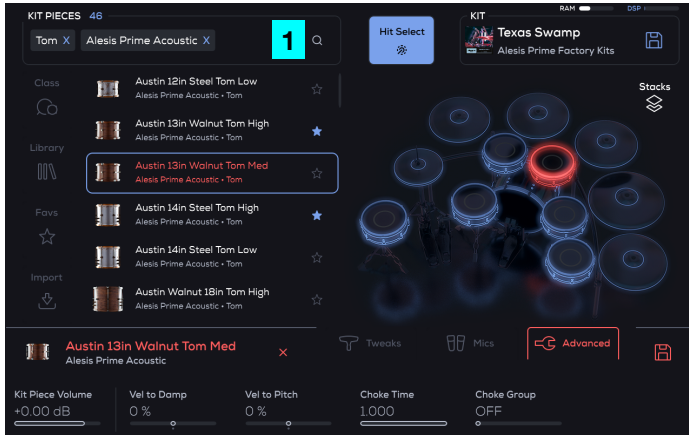 KIT PIECES 46
Tom X Alesis Prime Acoustic X
1
Hit Select
RAM
DSP
KIT
Texas Swamp
Alesis Prime Factory Kits
Stacks
Class
Library
Favs
Import
Austin 12in Steel Tom Low
Alesis Prime Acoustic • Tom
Austin 13in Walnut Tom High
Alesis Prime Acoustic • Tom
Austin 13in Walnut Tom Med
Alesis Prime Acoustic • Tom
Austin 14in Steel Tom High
Alesis Prime Acoustic • Tom
Austin 14in Steel Tom Low
Alesis Prime Acoustic • Tom
Austin Walnut 18in Tom High
Alesis Prime Acoustic • Tom
Austin 13in Walnut Tom Med ×
Alesis Prime Acoustic
Tweaks
Mics
Advanced
Kit Piece Volume
+0.00 dB
Vel to Damp
0 %
Vel to Pitch
0 %
Choke Time
1.000
Choke Group
OFF